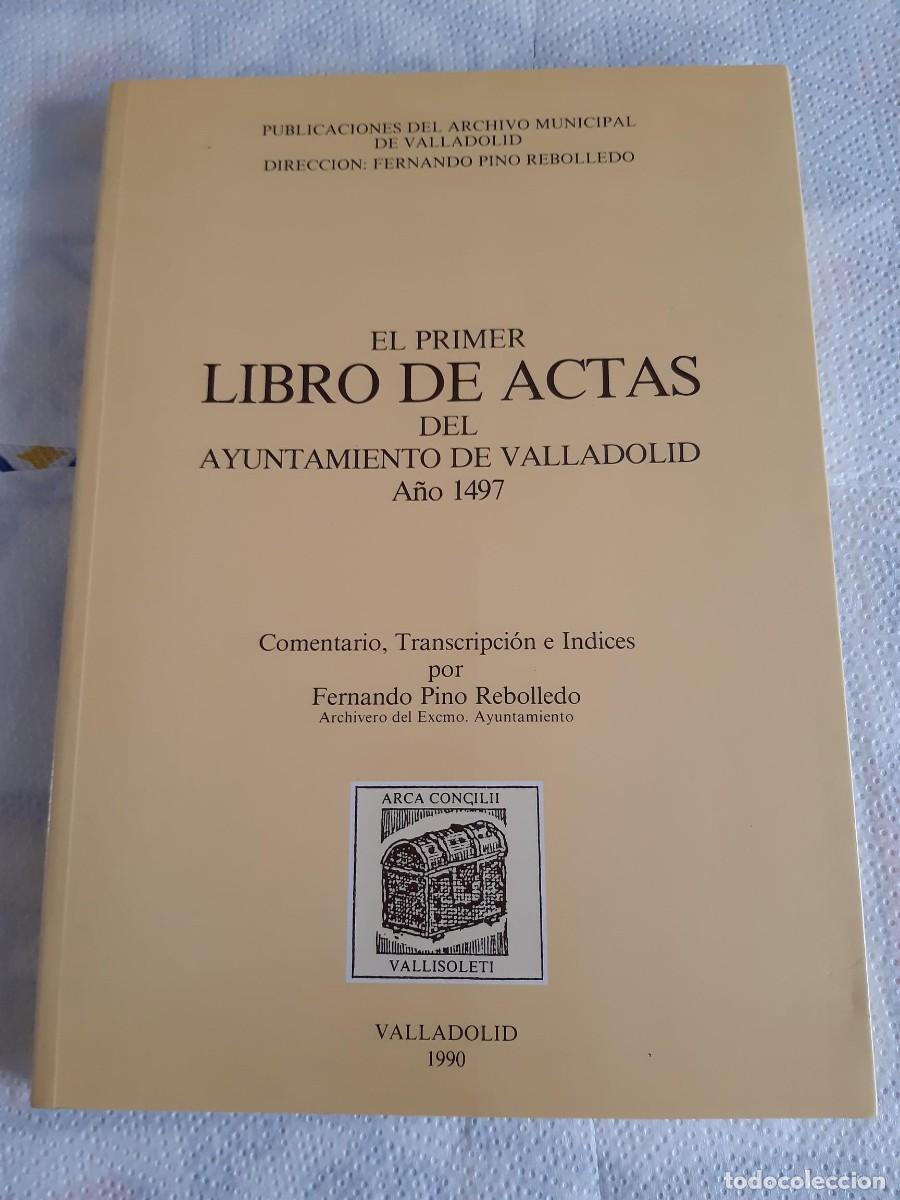 PUBLICACIONES DEL ARCHIVO MUNICIPAL
DE VALLADOLID
DIRECCION: FERNANDO PINO REBOLLEDO
EL PRIMER
LIBRO DE ACTAS
DEL
AYUNTAMIENTO DE VALLADOLID
Año 1497
Comentario, Transcripción e Indices
por
Fernando Pino Rebolledo
Archivero del Excmo. Ayuntamiento
ARCA CONCILII
VALLISOLETI
VALLADOLID
1990
todocoleccion